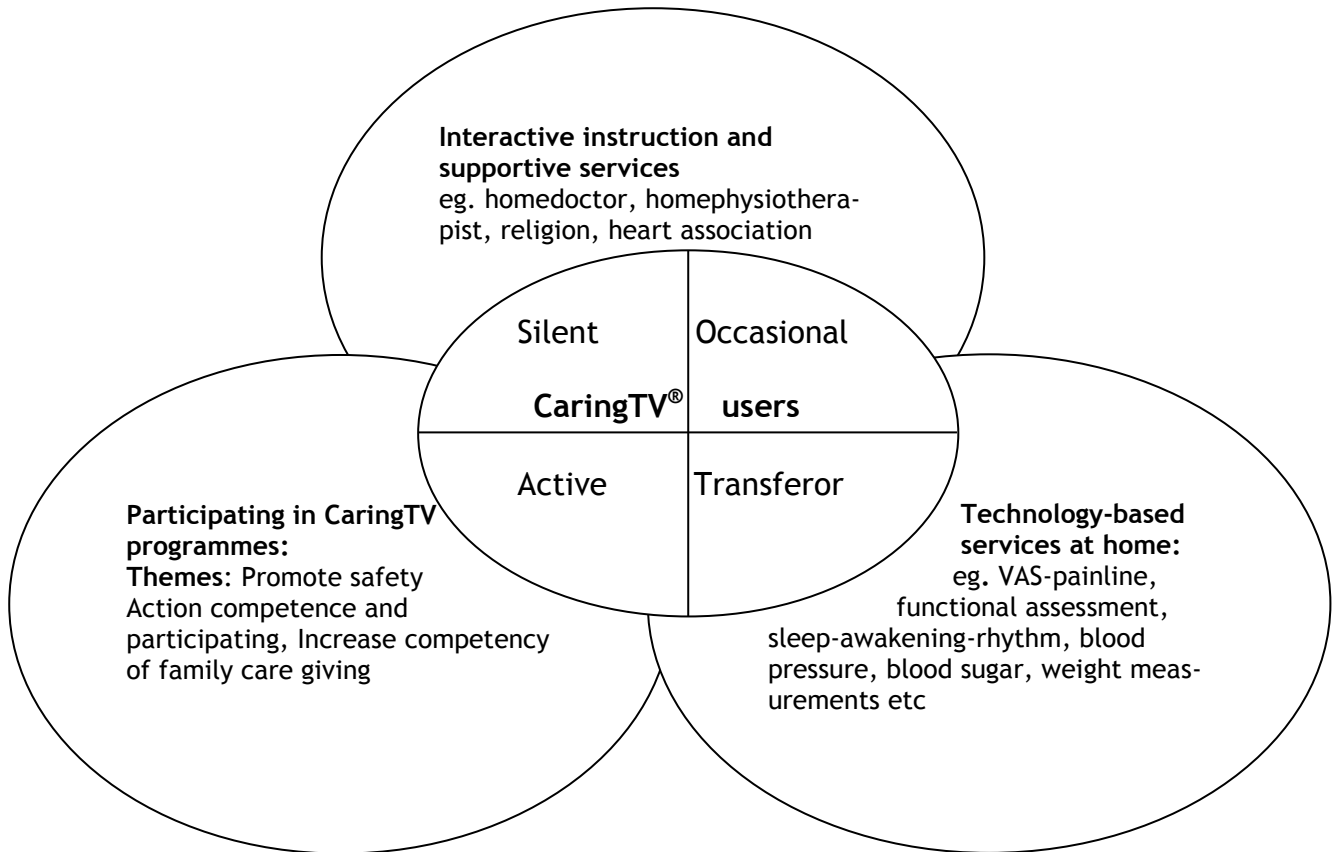 Interactive instruction and
supportive services
eg. homedoctor, homephysiothera-
pist, religion, heart association
Silent
Occasional
CaringTV® users
Active
Transferor
Participating in CaringTV
programmes:
Themes: Promote safety
Action competence and
participating, Increase competency
of family care giving
Technology-based
services at home:
eg. VAS-painline,
functional assessment,
sleep-awakening-rhythm, blood
pressure, blood sugar, weight meas-
urements etc